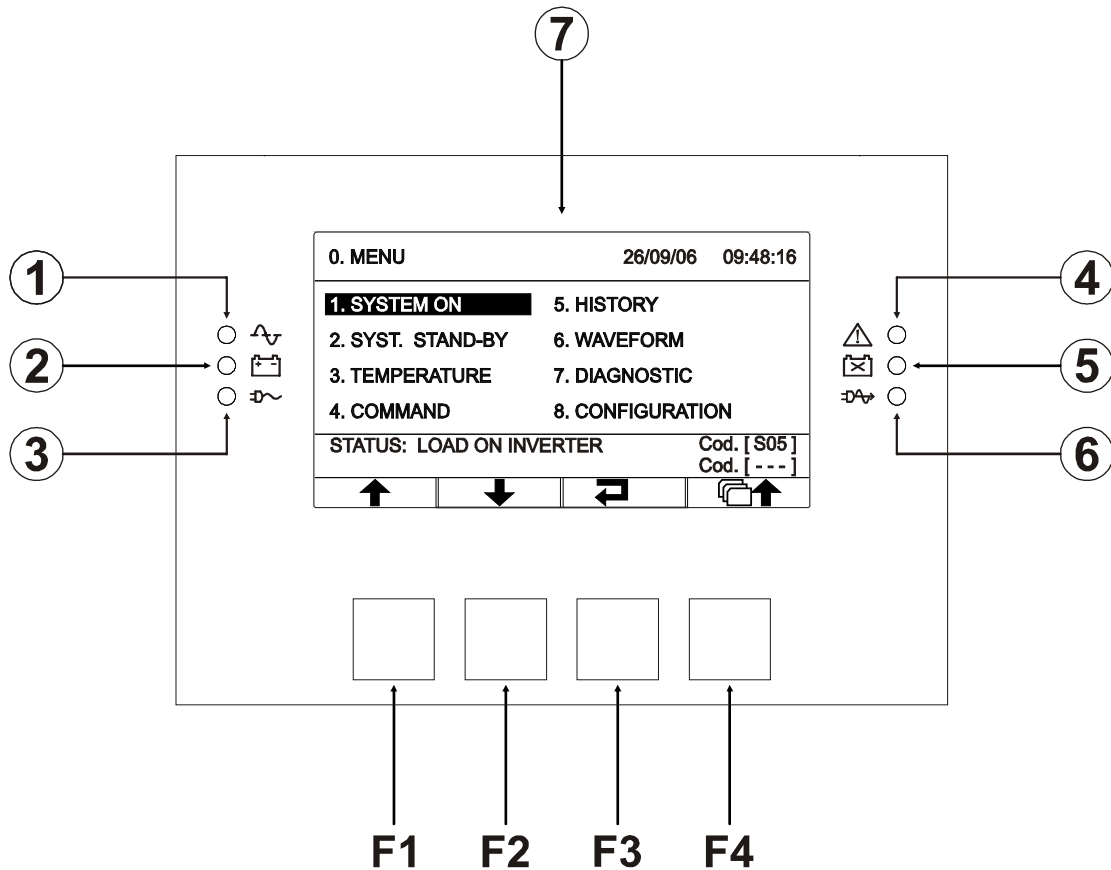 7
0. MENU 26/09/06 09:48:16
1
4
1. SYSTEM ON 5. HISTORY
2. SYST. STAND-BY 6. WAVEFORM
2
5
3. TEMPERATURE 7. DIAGNOSTIC
4. COMMAND 8. CONFIGURATION
3
6
STATUS: LOAD ON INVERTER Cod. [ S05 ]
Cod. [ - - - ]
F1 F2 F3 F4